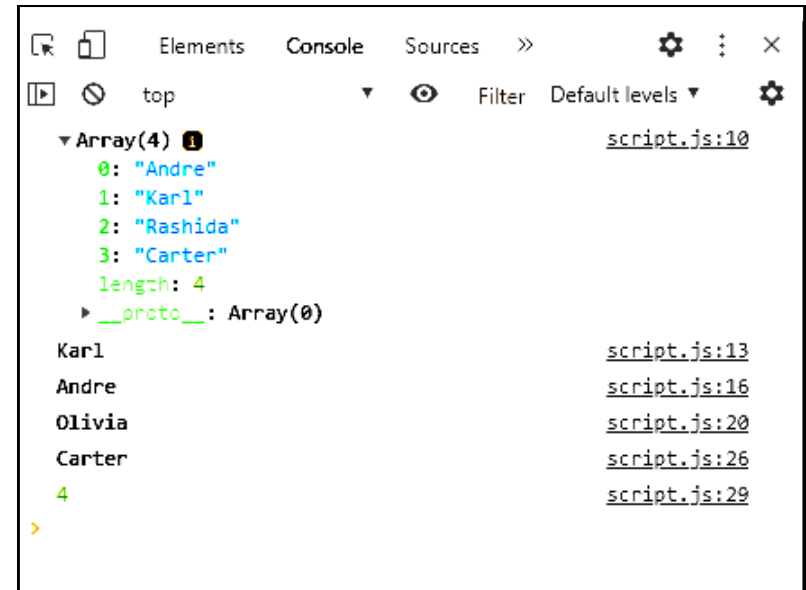 Elements Console Sources »
top Filter Default levels
Array(4) i script.js:10
0: "Andre"
1: "Karl"
2: "Rashida"
3: "Carter"
length: 4
__proto__: Array(0)
Karl script.js:13
Andre script.js:16
Olivia script.js:20
Carter script.js:26
4 script.js:29
>